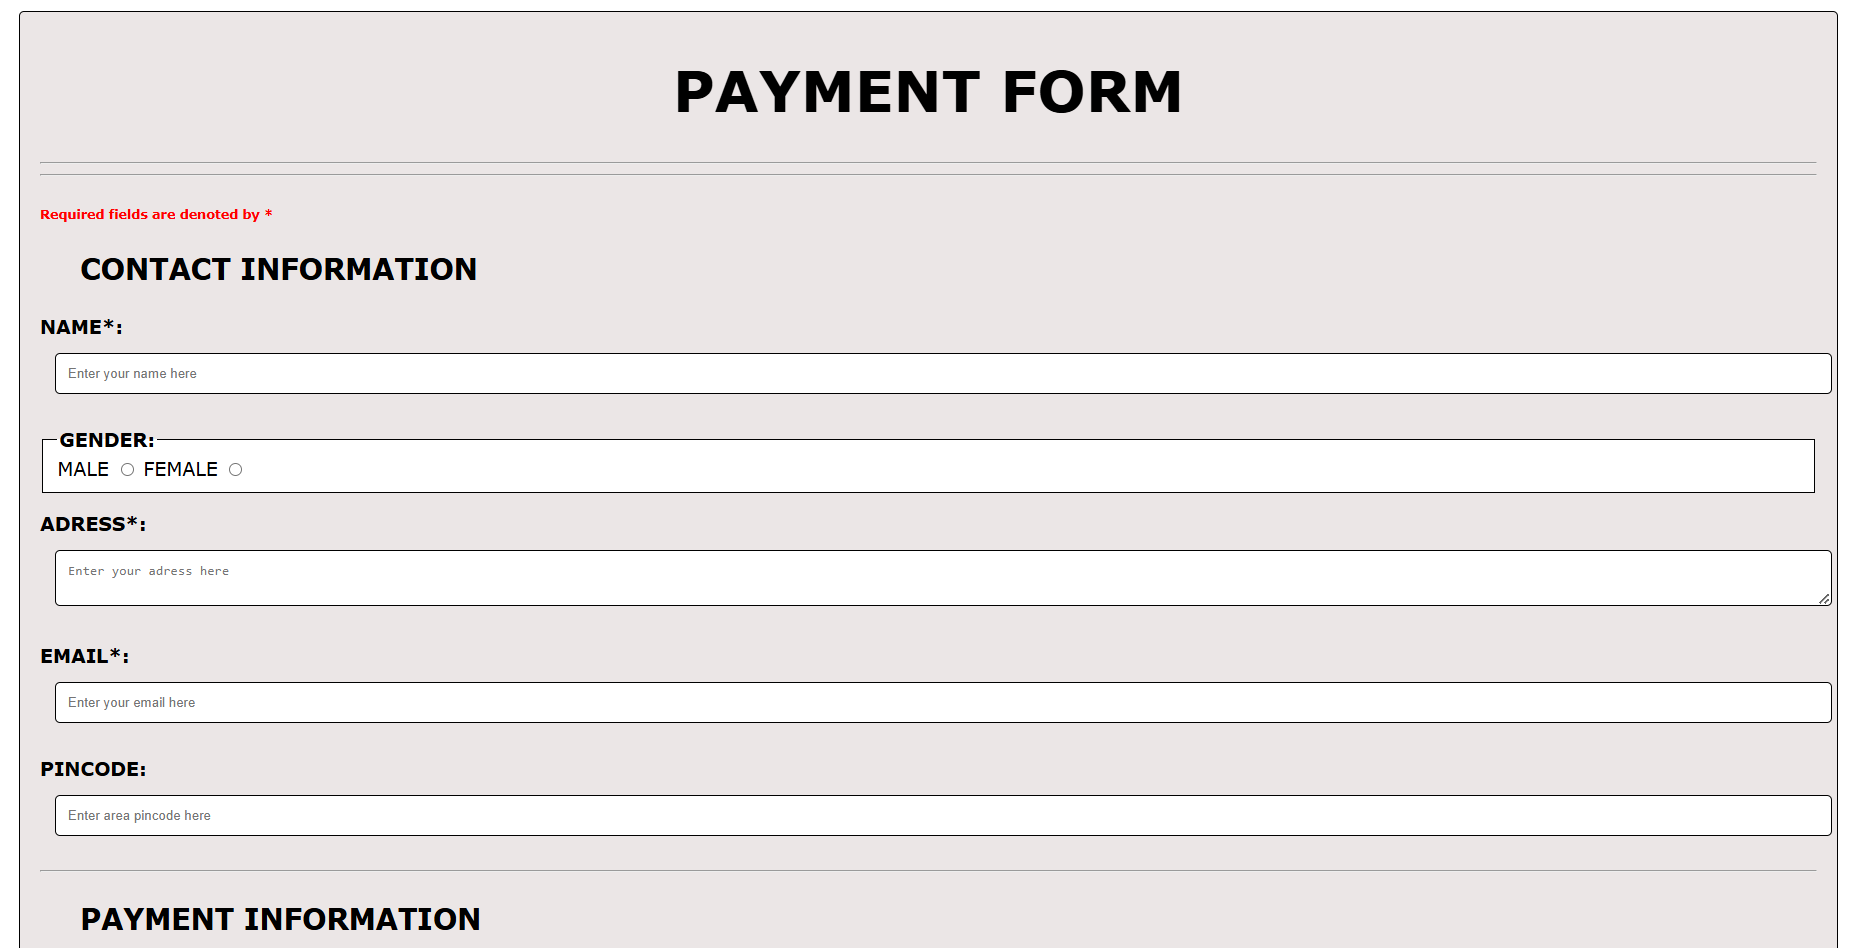 PAYMENT FORM
Required fields are denoted by *
CONTACT INFORMATION
NAME*:
Enter your name here
GENDER:
MALE FEMALE
ADRESS*:
Enter your adress here
EMAIL*:
Enter your email here
PINCODE:
Enter area pincode here
PAYMENT INFORMATION